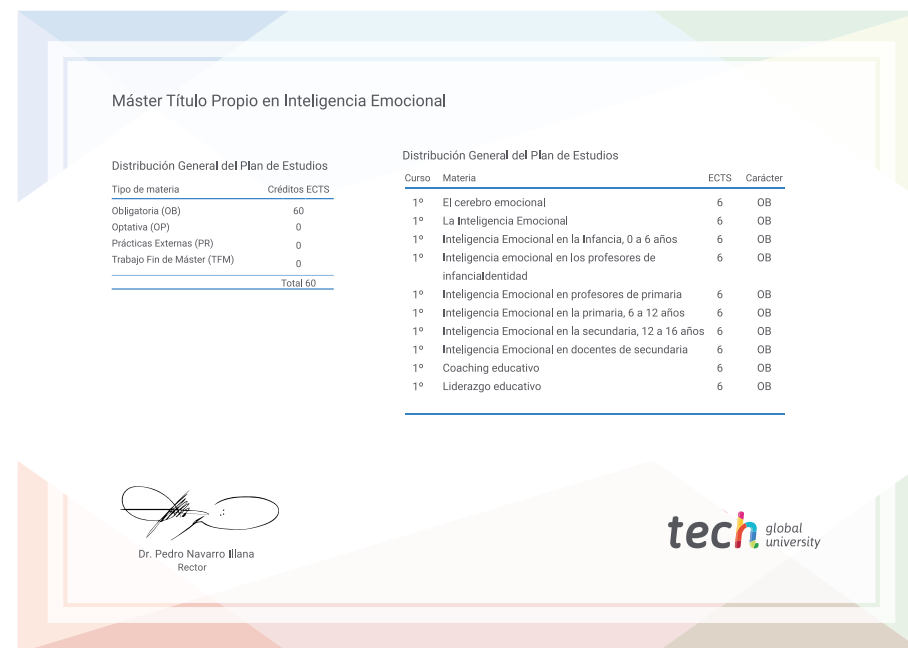 Máster Título Propio en Inteligencia Emocional
Distribución General del Plan de Estudios
Tipo de materia Créditos ECTS
Obligatoria (OB) 60
Optativa (OP) 0
Prácticas Externas (PR) 0
Trabajo Fin de Máster (TFM) 0
Total 60
Distribución General del Plan de Estudios
Curso Materia ECTS Carácter
1º El cerebro emocional 6 OB
1º La Inteligencia Emocional 6 OB
1º Inteligencia Emocional en la Infancia, 0 a 6 años 6 OB
1º Inteligencia emocional en los profesores de 6 OB
infanciaIdentidad
1º Inteligencia Emocional en profesores de primaria 6 OB
1º Inteligencia Emocional en la primaria, 6 a 12 años 6 OB
1º Inteligencia Emocional en la secundaria, 12 a 16 años 6 OB
1º Inteligencia Emocional en docentes de secundaria 6 OB
1º Coaching educativo 6 OB
1º Liderazgo educativo 6 OB
Dr. Pedro Navarro Illana
Rector
tech global
university